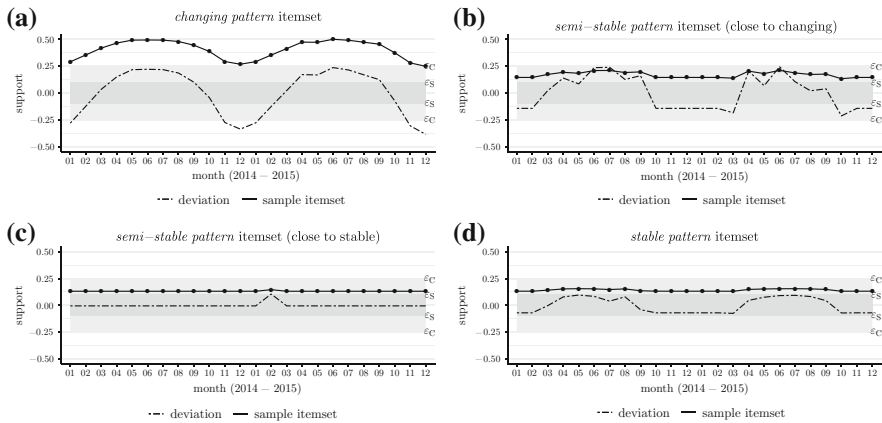 (a) changing pattern itemset
0.50
0.25
0.00
−0.25
−0.50
support
εC
εS
εS
εC
01 02 03 04 05 06 07 08 09 10 11 12 01 02 03 04 05 06 07 08 09 10 11 12
month (2014 − 2015)
deviation sample itemset
(b) semi−stable pattern itemset (close to changing)
0.50
0.25
0.00
−0.25
−0.50
support
εC
εS
εS
εC
01 02 03 04 05 06 07 08 09 10 11 12 01 02 03 04 05 06 07 08 09 10 11 12
month (2014 − 2015)
deviation sample itemset
(c) semi−stable pattern itemset (close to stable)
0.50
0.25
0.00
−0.25
−0.50
support
εC
εS
εS
εC
01 02 03 04 05 06 07 08 09 10 11 12 01 02 03 04 05 06 07 08 09 10 11 12
month (2014 − 2015)
deviation sample itemset
(d) stable pattern itemset
0.50
0.25
0.00
−0.25
−0.50
support
εC
εS
εS
εC
01 02 03 04 05 06 07 08 09 10 11 12 01 02 03 04 05 06 07 08 09 10 11 12
month (2014 − 2015)
deviation sample itemset